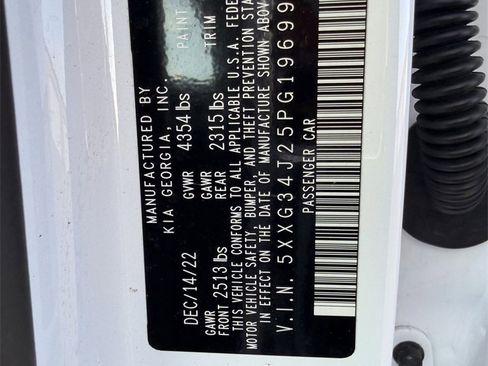 MANUFACTURED BY
KIA GEORGIA, INC.
DEC/14/22 GVWR 4354 lbs PAINT
GAWR GAWR
FRONT 2513 lbs REAR 2315 lbs TRIM
THIS VEHICLE CONFORMS TO ALL APPLICABLE U.S.A. FEDE
MOTOR VEHICLE SAFETY, BUMPER, AND THEFT PREVENTION STA
IN EFFECT ON THE DATE OF MANUFACTURE SHOWN ABOV
V.I.N. 5XXG34J25PG19699
PASSENGER CAR